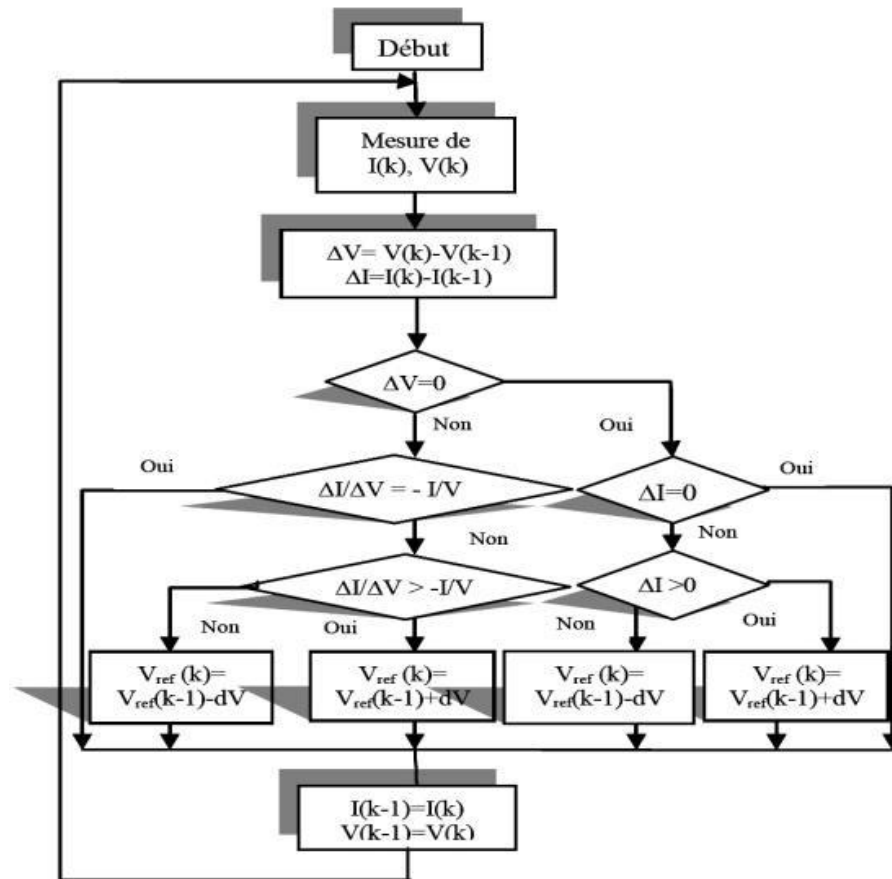 Début
Mesure de
I(k), V(k)
ΔV= V(k)-V(k-1)
ΔI=I(k)-I(k-1)
ΔV=0
Non
Oui
Oui
ΔI/ΔV = - I/V
ΔI=0
Oui
Non
Non
ΔI/ΔV > -I/V
ΔI >0
Non
Oui
Non
Oui
Vref (k)=
Vref(k-1)-dV
Vref (k)=
Vref(k-1)+dV
Vref (k)=
Vref(k-1)-dV
Vref (k)=
Vref(k-1)+dV
I(k-1)=I(k)
V(k-1)=V(k)